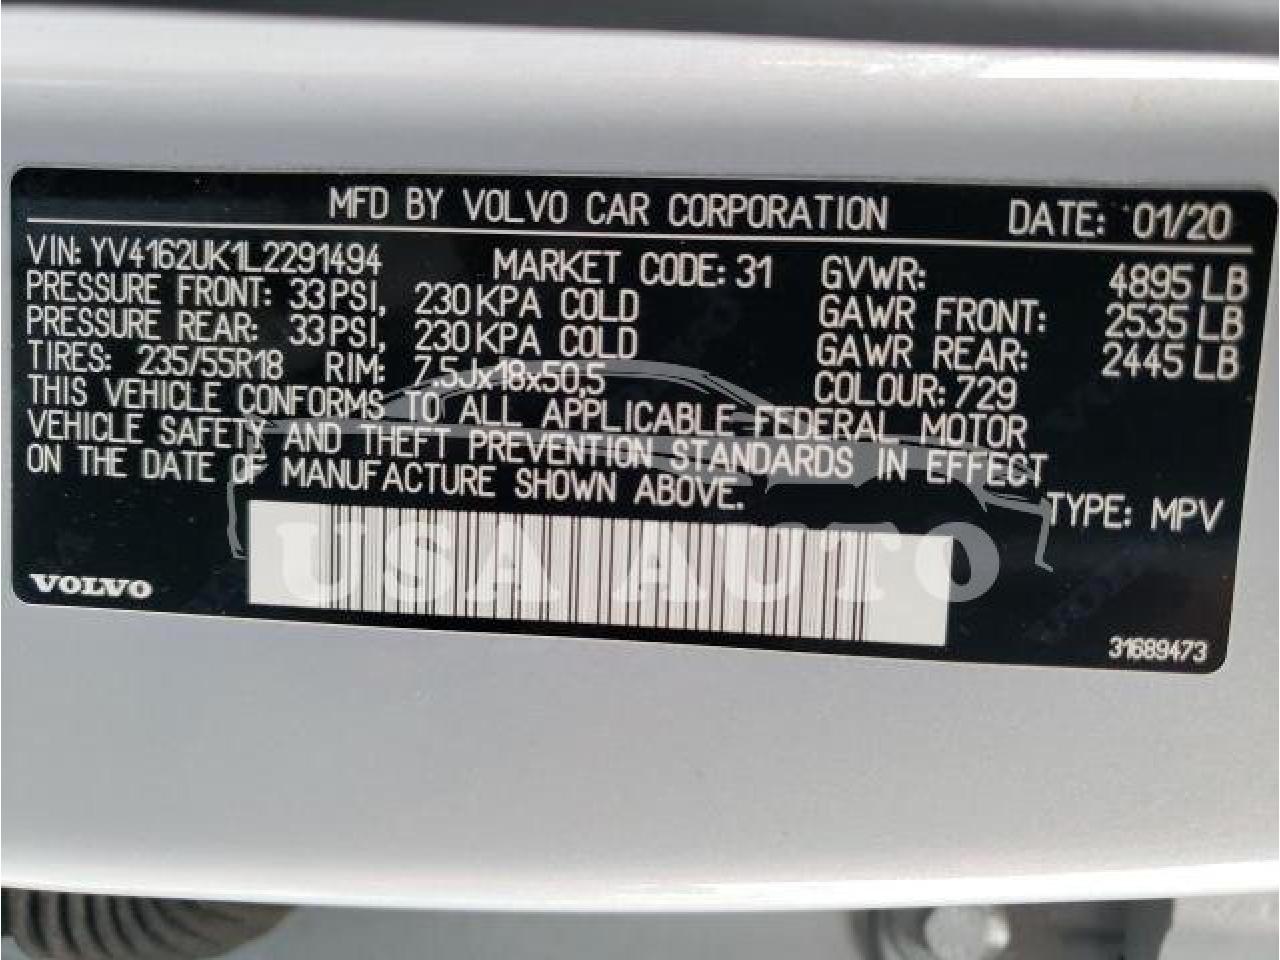 MFD BY VOLVO CAR CORPORATION DATE: 01/20
VIN: YV4162UK1L2291494 MARKET CODE: 31 GVWR: 4895 LB
PRESSURE FRONT: 33 PSI, 230 KPA COLD GAWR FRONT: 2535 LB
PRESSURE REAR: 33 PSI, 230 KPA COLD GAWR REAR: 2445 LB
TIRES: 235/55R18 RIM: 7.5Jx18x50,5 COLOUR: 729
THIS VEHICLE CONFORMS TO ALL APPLICABLE FEDERAL MOTOR
VEHICLE SAFETY AND THEFT PREVENTION STANDARDS IN EFFECT
ON THE DATE OF MANUFACTURE SHOWN ABOVE.
TYPE: MPV
USA AUTO
VOLVO
31689473